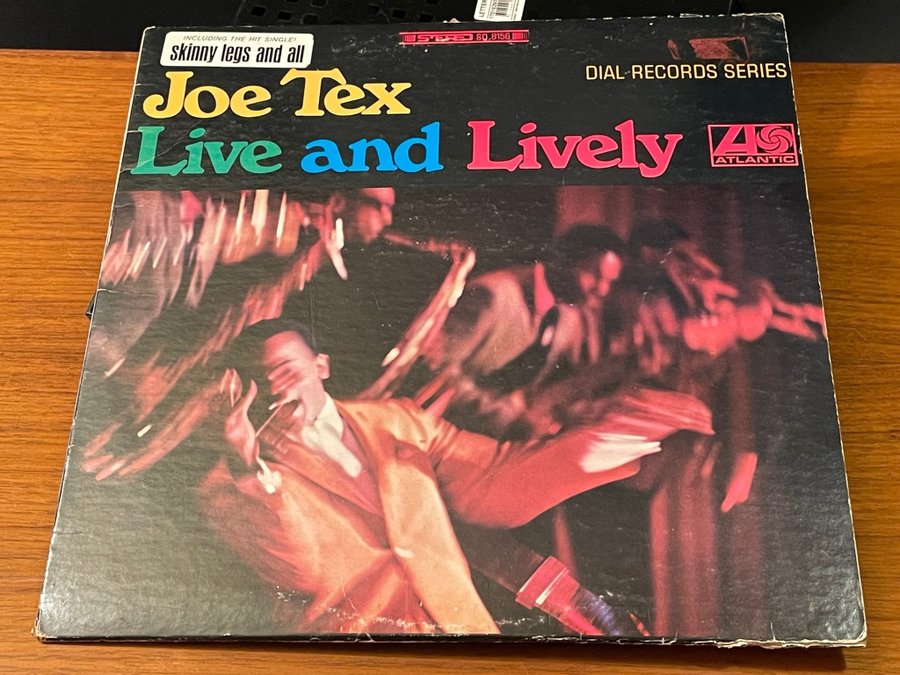 LETTER
INCLUDING THE HIT SINGLE!
skinny legs and all
STEREO SD 8156
DIAL RECORDS SERIES
Joe Tex
Live and Lively
ATLANTIC